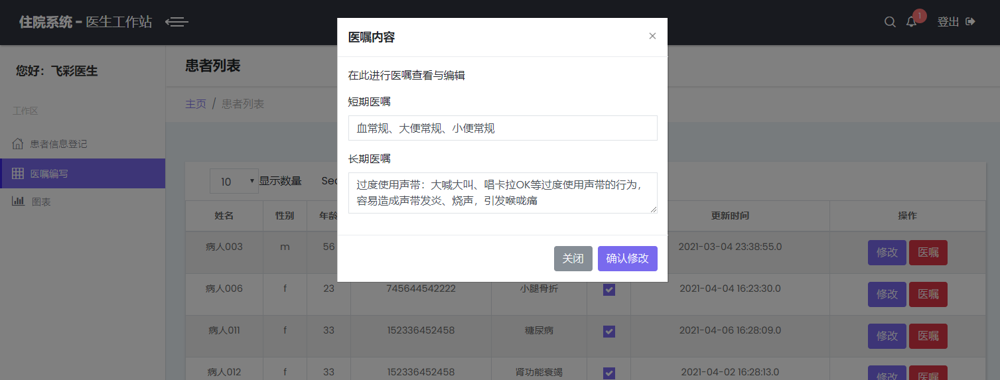 住院系统 - 医生工作站
1
登出
您好：飞彩医生
工作区
患者信息登记
医嘱编写
图表
患者列表
主页 / 患者列表
医嘱内容
×
在此进行医嘱查看与编辑
短期医嘱
血常规、大便常规、小便常规
长期医嘱
过度使用声带：大喊大叫、唱卡拉OK等过度使用声带的行为，
容易造成声带发炎、烧声，引发喉咙痛
关闭 确认修改
10 显示数量
姓名 性别 年龄 更新时间 操作
病人003 m 56 2021-03-04 23:38:55.0 修改 医嘱
病人006 f 23 745644542222 小腿骨折 2021-04-04 16:23:30.0 修改 医嘱
病人011 f 33 152336452458 糖尿病 2021-04-06 16:28:09.0 修改 医嘱
病人012 f 33 152336452458 肾功能衰竭 2021-04-02 16:28:13.0 修改 医嘱